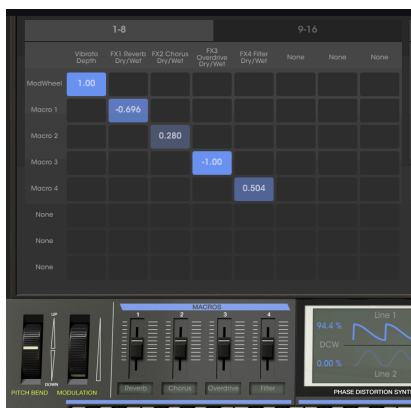 1-8
9-16
Vibrato Depth
FX1 Reverb Dry/Wet
FX2 Chorus Dry/Wet
FX3 Overdrive Dry/Wet
FX4 Filter Dry/Wet
None
None
None
ModWheel
1.00
Macro 1
-0.696
Macro 2
0.280
Macro 3
-1.00
Macro 4
0.504
None
None
None
MACROS
1
2
3
4
UP
DOWN
PITCH BEND
MODULATION
Reverb
Chorus
Overdrive
Filter
Line 1
94.4 %
DCW
0.00 %
Line 2
PHASE DISTORTION SYNT